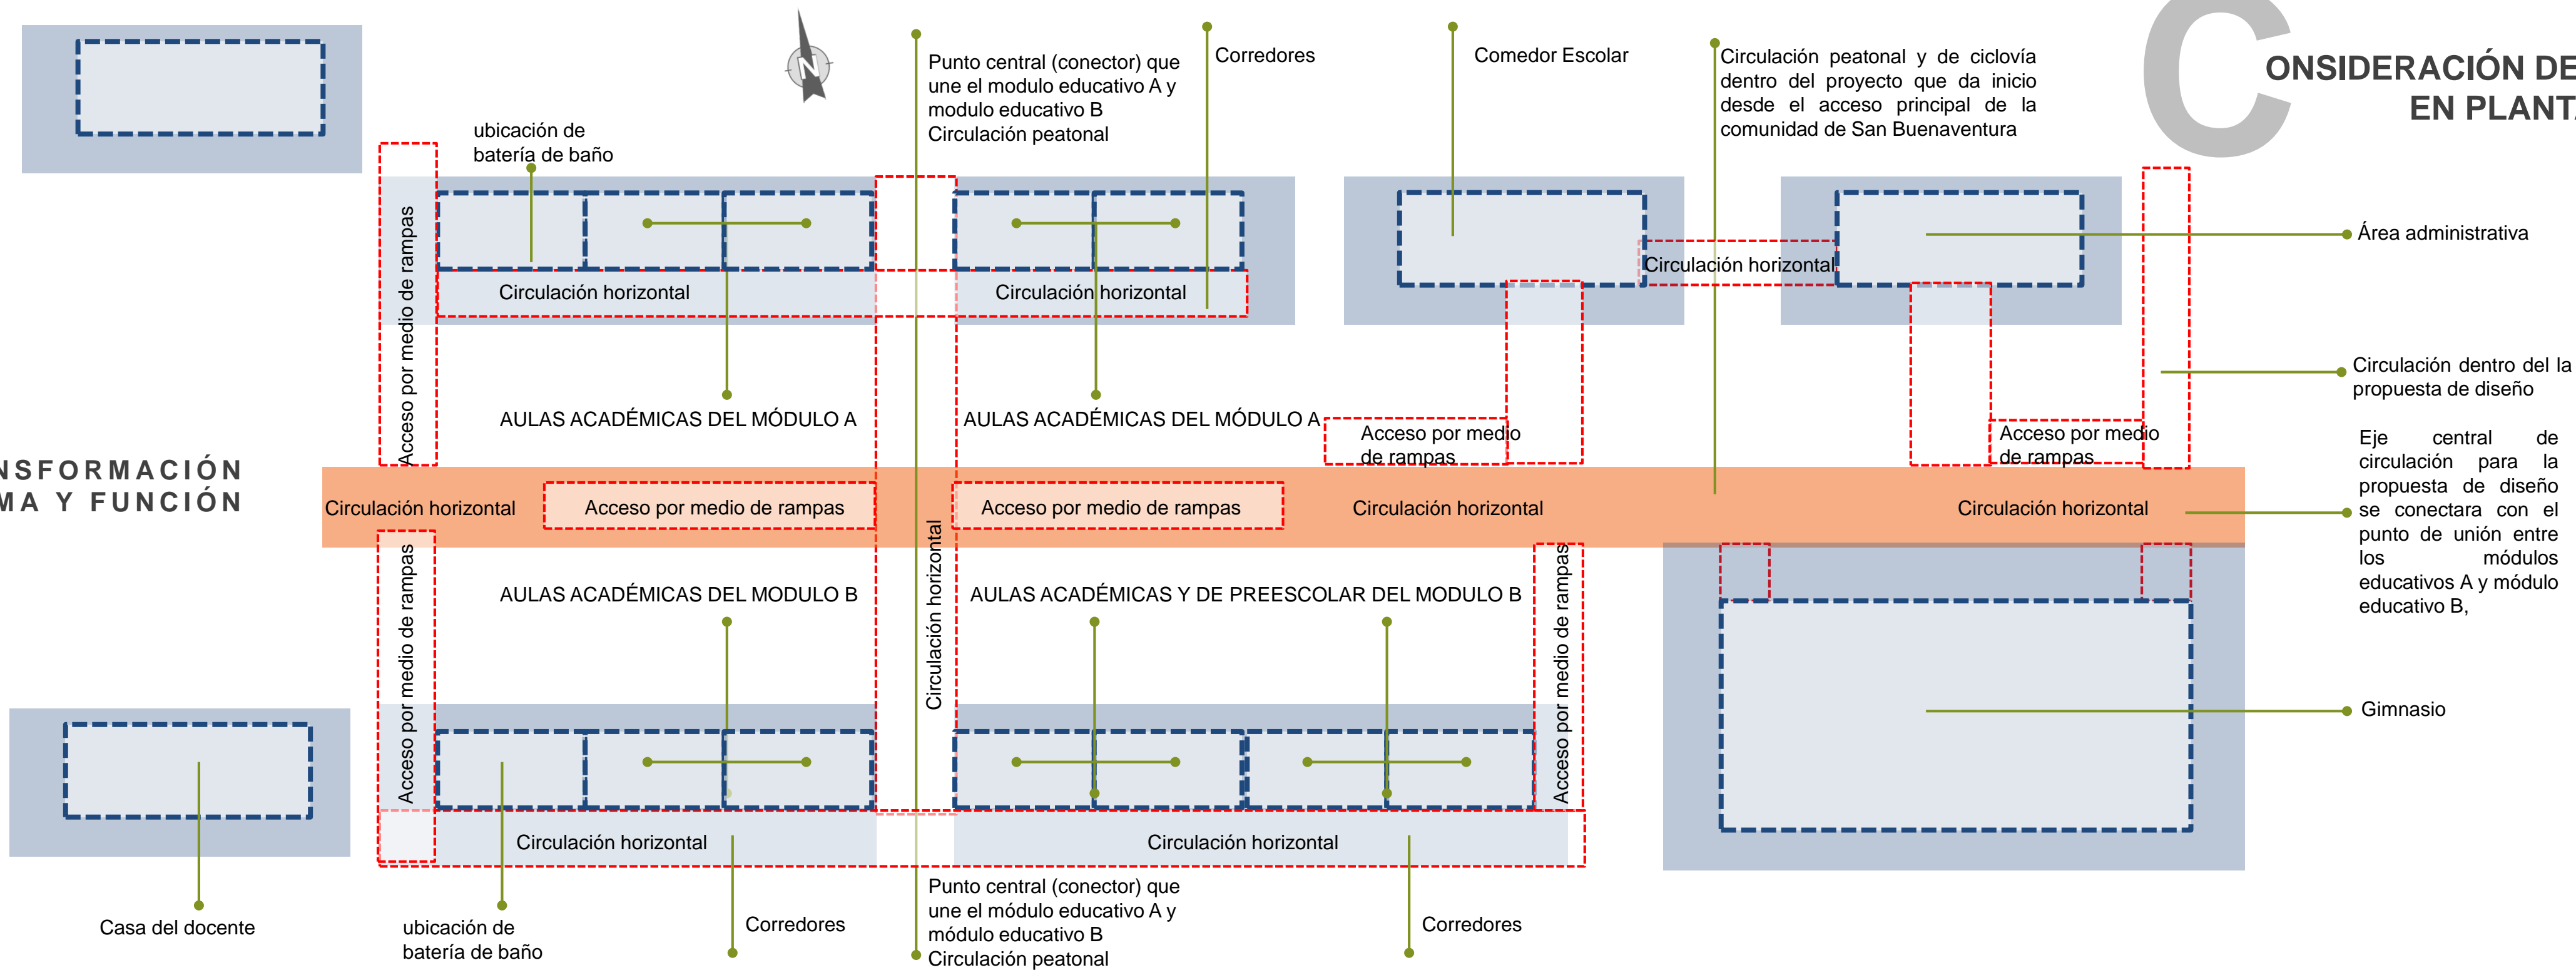 CONSIDERACIÓN DE
EN PLANTA
Punto central (conector) que
une el modulo educativo A y
modulo educativo B
Circulación peatonal
Corredores
Comedor Escolar
Circulación peatonal y de ciclovía
dentro del proyecto que da inicio
desde el acceso principal de la
comunidad de San Buenaventura
N
ubicación de
batería de baño
Acceso por medio de rampas
Circulación horizontal
Circulación horizontal
Circulación horizontal
Área administrativa
Circulación dentro del la
propuesta de diseño
AULAS ACADÉMICAS DEL MÓDULO A
AULAS ACADÉMICAS DEL MÓDULO A
Acceso por medio
de rampas
Acceso por medio
de rampas
Eje central de
circulación para la
propuesta de diseño
se conectara con el
punto de unión entre
los módulos
educativos A y módulo
educativo B,
NSFORMACIÓN
MA Y FUNCIÓN
Circulación horizontal
Acceso por medio de rampas
Acceso por medio de rampas
Circulación horizontal
Circulación horizontal
Circulación horizontal
Acceso por medio de rampas
AULAS ACADÉMICAS DEL MODULO B
AULAS ACADÉMICAS Y DE PREESCOLAR DEL MODULO B
Acceso por medio de rampas
Gimnasio
Circulación horizontal
Circulación horizontal
Casa del docente
ubicación de
batería de baño
Corredores
Punto central (conector) que
une el módulo educativo A y
módulo educativo B
Circulación peatonal
Corredores